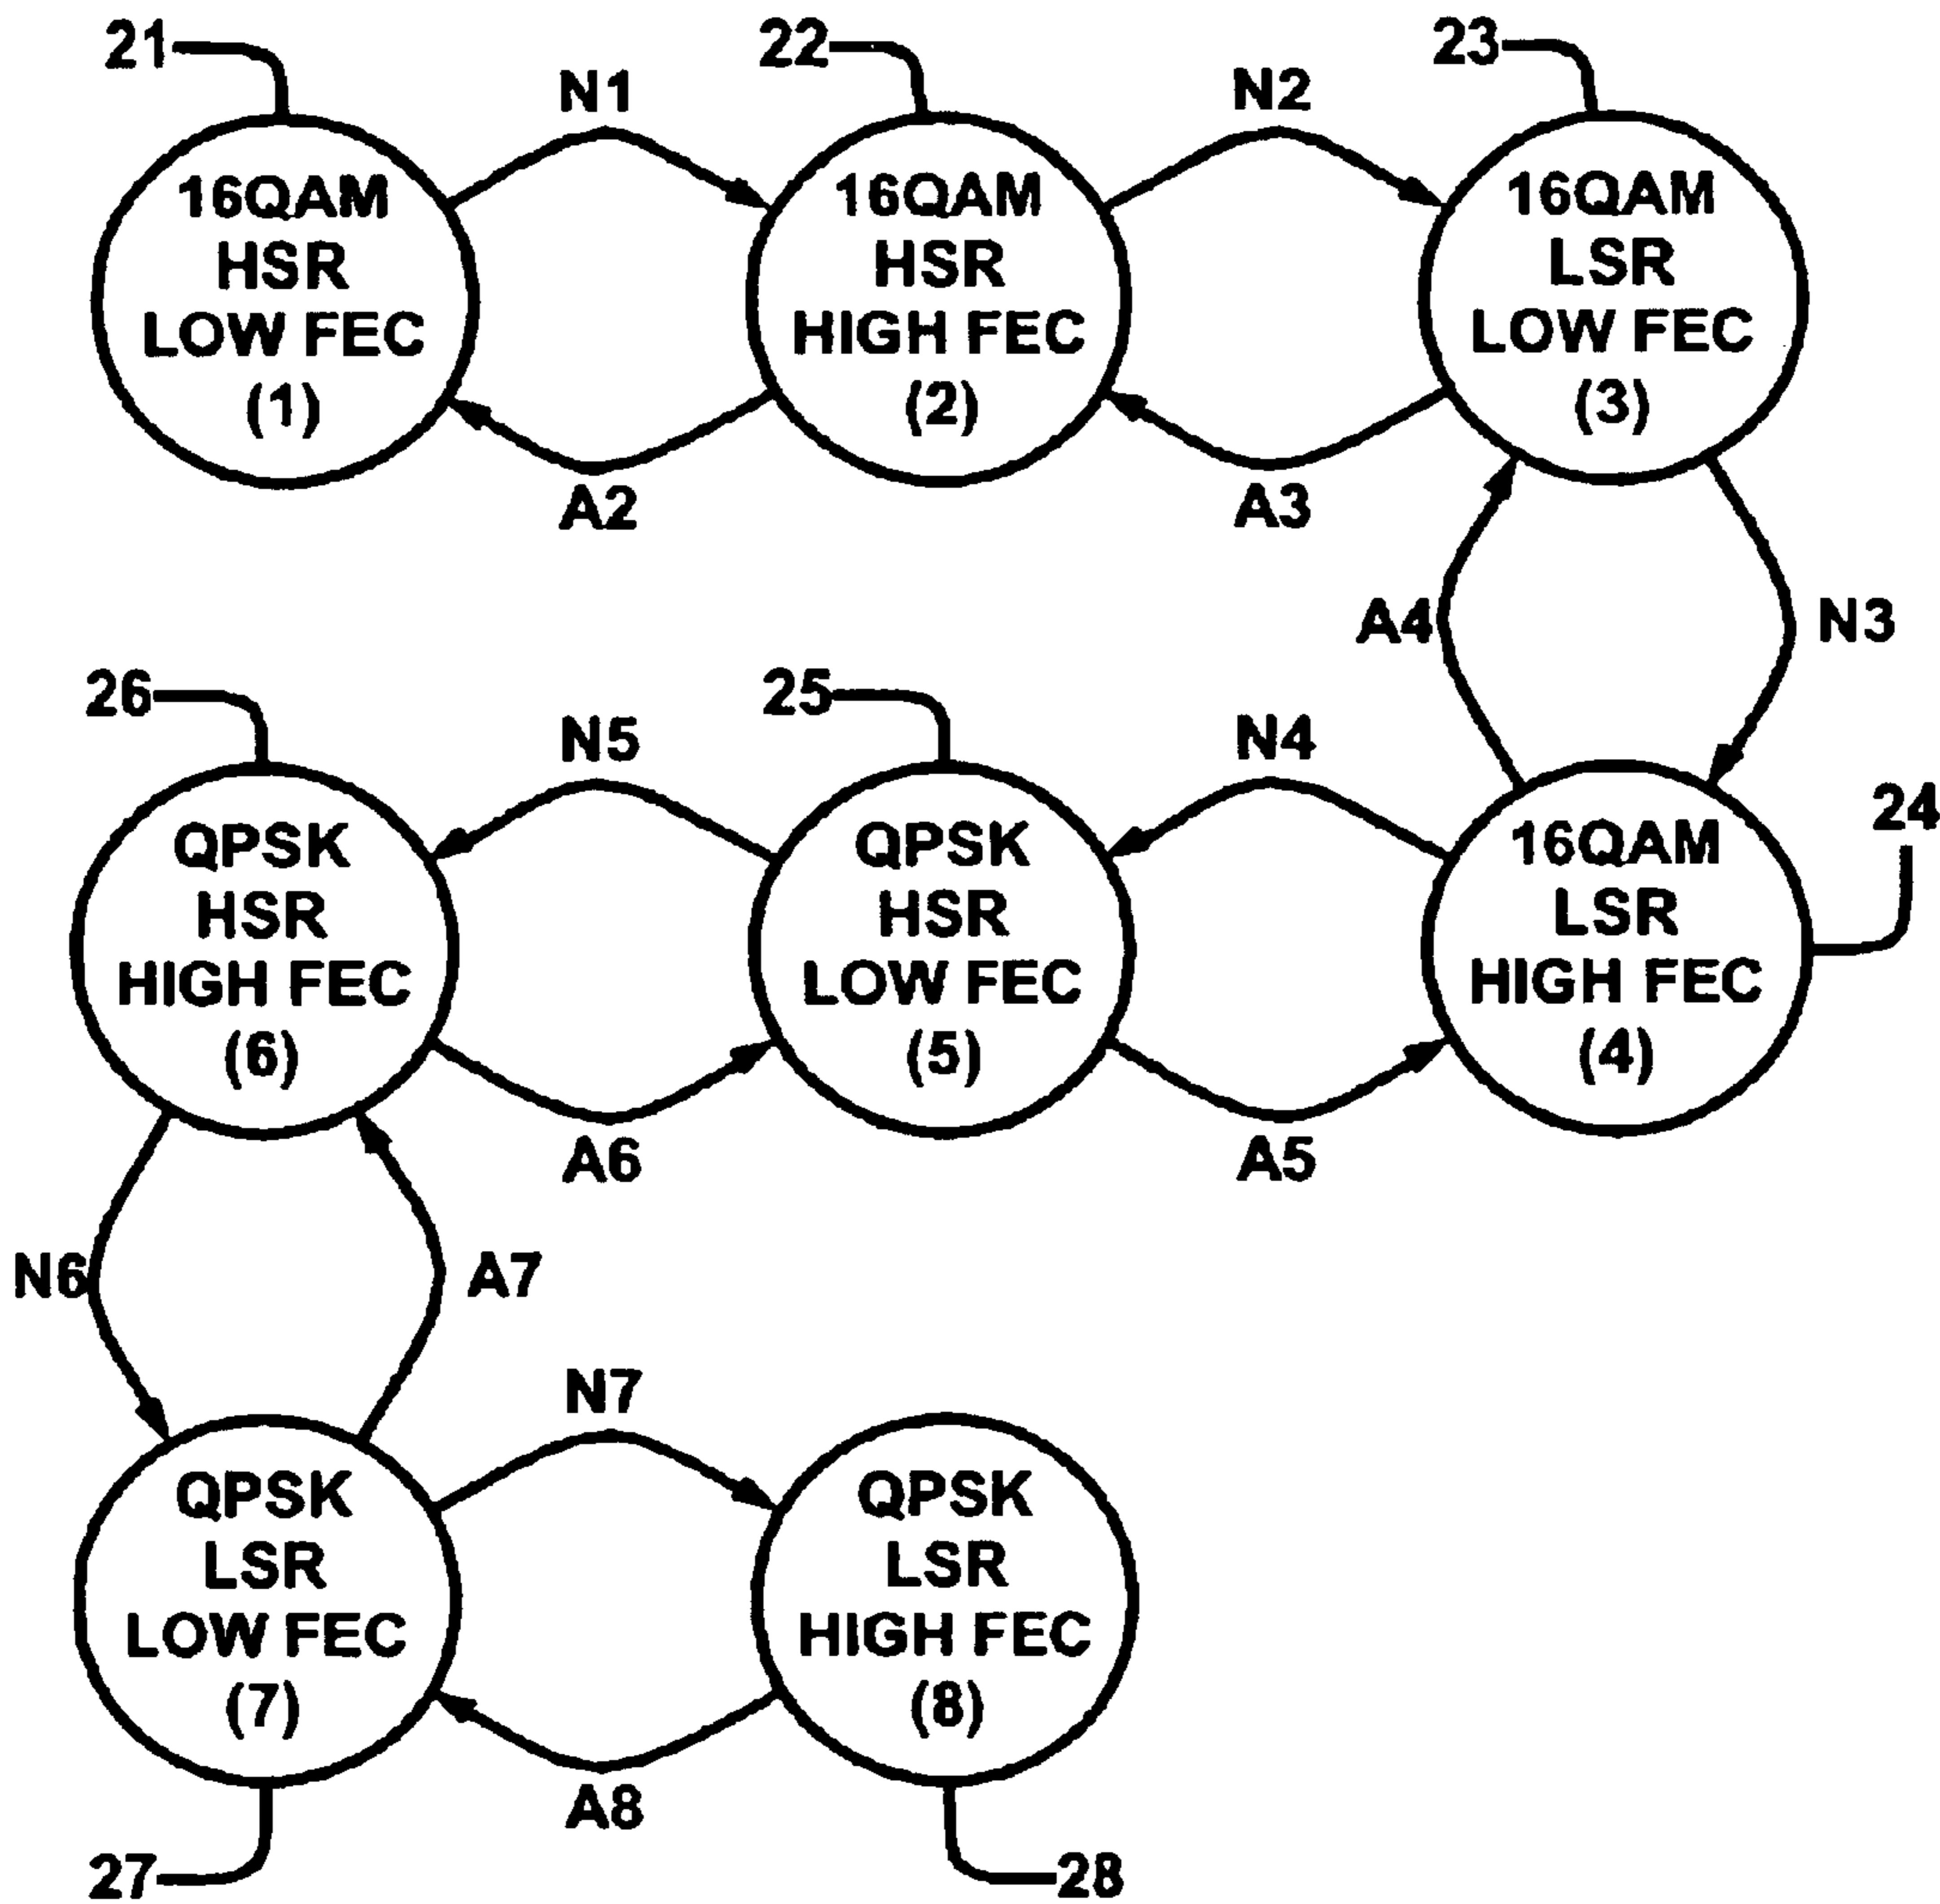 21
22
23
N1
N2
16QAM
HSR
LOW FEC
(1)
16QAM
HSR
HIGH FEC
(2)
16QAM
LSR
LOW FEC
(3)
A2
A3
A4
N3
26
25
24
N5
N4
QPSK
HSR
HIGH FEC
(6)
QPSK
HSR
LOW FEC
(5)
16QAM
LSR
HIGH FEC
(4)
A6
A5
N6
A7
N7
QPSK
LSR
LOW FEC
(7)
QPSK
LSR
HIGH FEC
(8)
A8
27
28